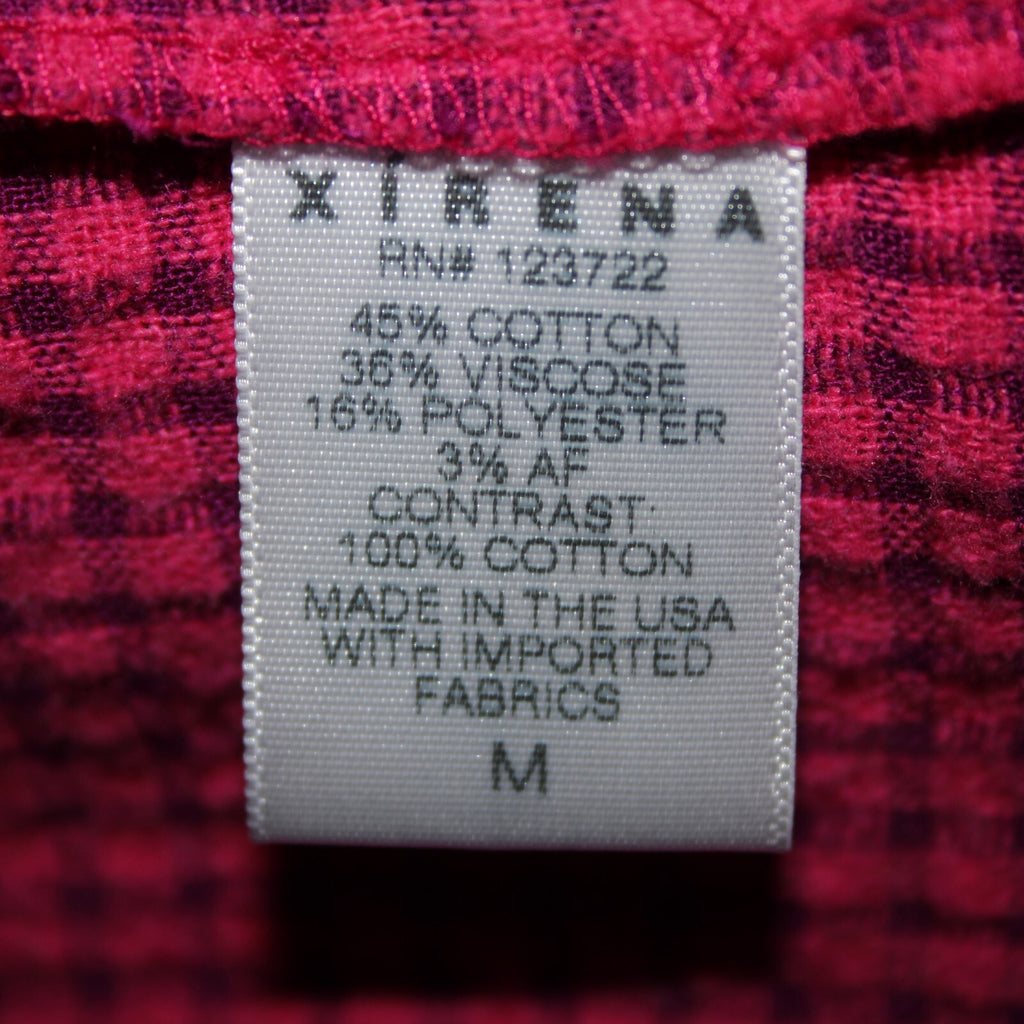 XÍRENA
RN# 123722
45% COTTON
36% VISCOSE
16% POLYESTER
3% AF
CONTRAST:
100% COTTON
MADE IN THE USA
WITH IMPORTED
FABRICS
M